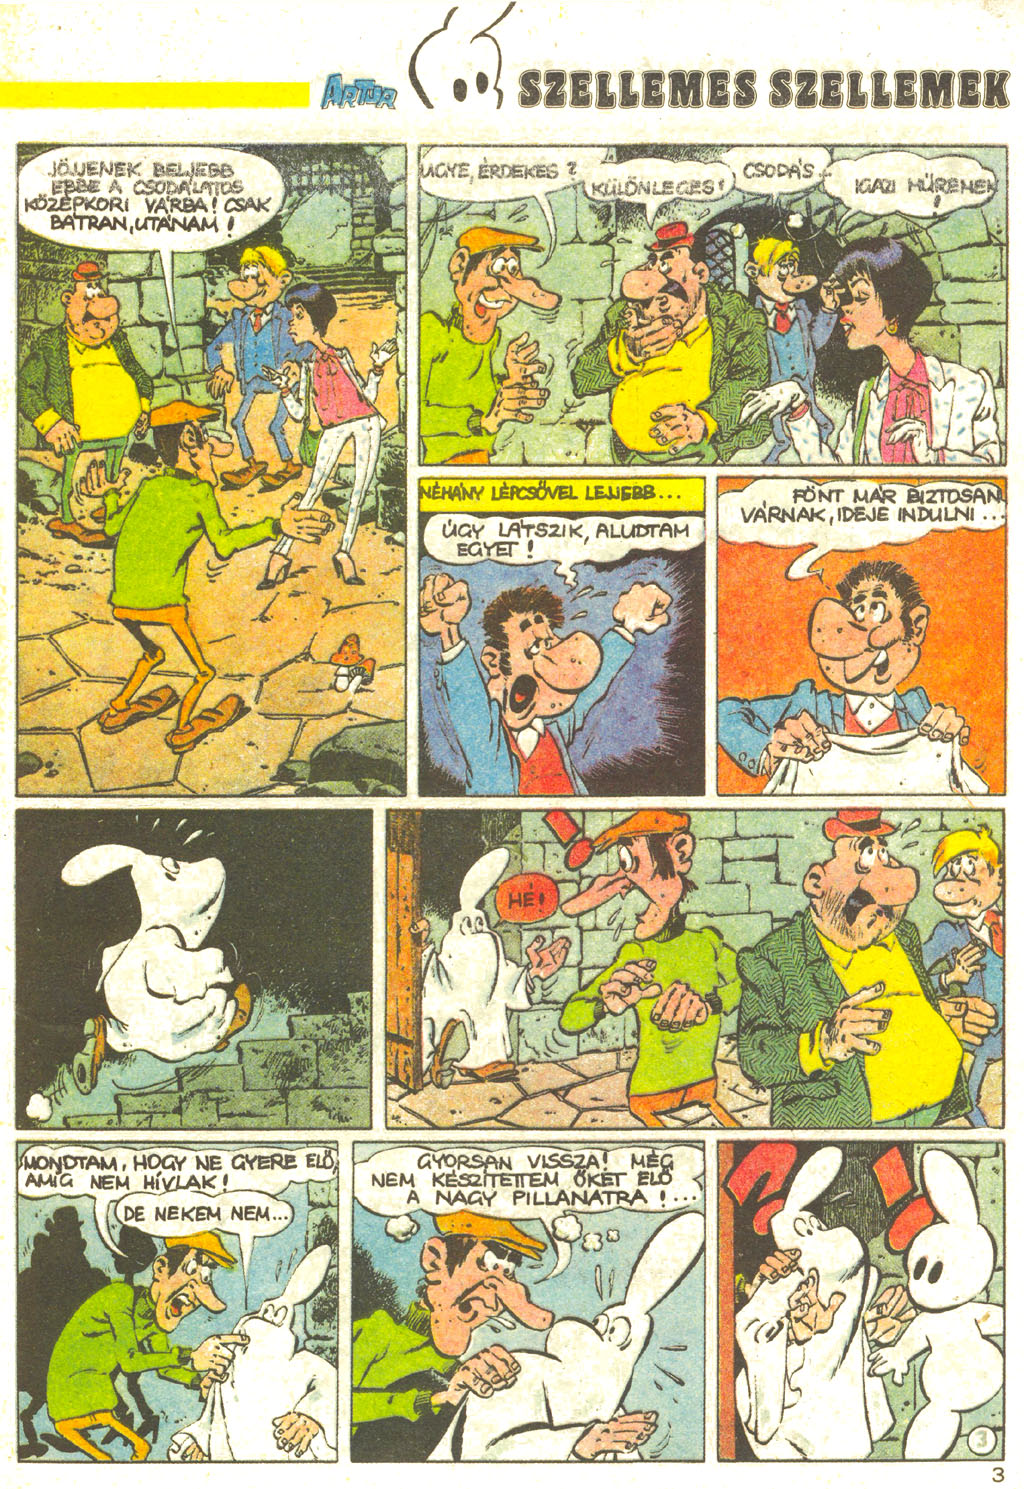 ARTUR
SZELLEMES SZELLEMEK
JÖJJENEK BELJEBB
EBBE A CSODÁLATOS
KÖZÉPKORI VÁRBA! CSAK
BÁTRAN, UTÁNAM!
UGYE, ÉRDEKES?
KÜLÖNLEGES!
CSODÁS...
IGAZI MŰREMEK
!
NÉHÁNY LÉPCSŐVEL LEJJEBB...
ÚGY LÁTSZIK, ALUDTAM
EGYET!
FÖNT MÁR BIZTOSAN
VÁRNAK, IDEJE INDULNI...
!
HÉ!
MONDTAM, HOGY NE GYERE ELŐ,
AMÍG NEM HÍVLAK!
DE NEKEM NEM...
GYORSAN VISSZA! MÉG
NEM KÉSZÍTETTEM ŐKET ELŐ
A NAGY PILLANATRA!...
? !
3
3